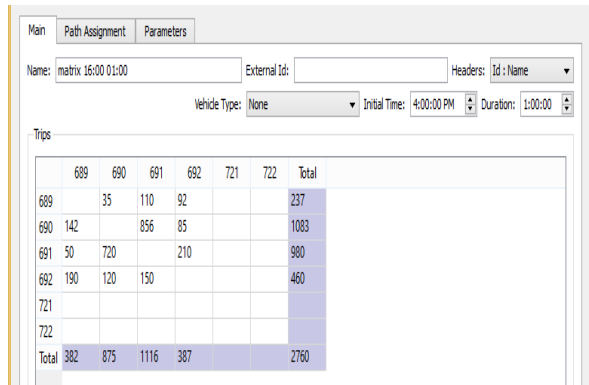 Main Path Assignment Parameters
Name: matrix 16:00 01:00 External Id: Headers: Id : Name
Vehicle Type: None Initial Time: 4:00:00 PM Duration: 1:00:00
Trips
689 690 691 692 721 722 Total
689 35 110 92 237
690 142 856 85 1083
691 50 720 210 980
692 190 120 150 460
721
722
Total 382 875 1116 387 2760